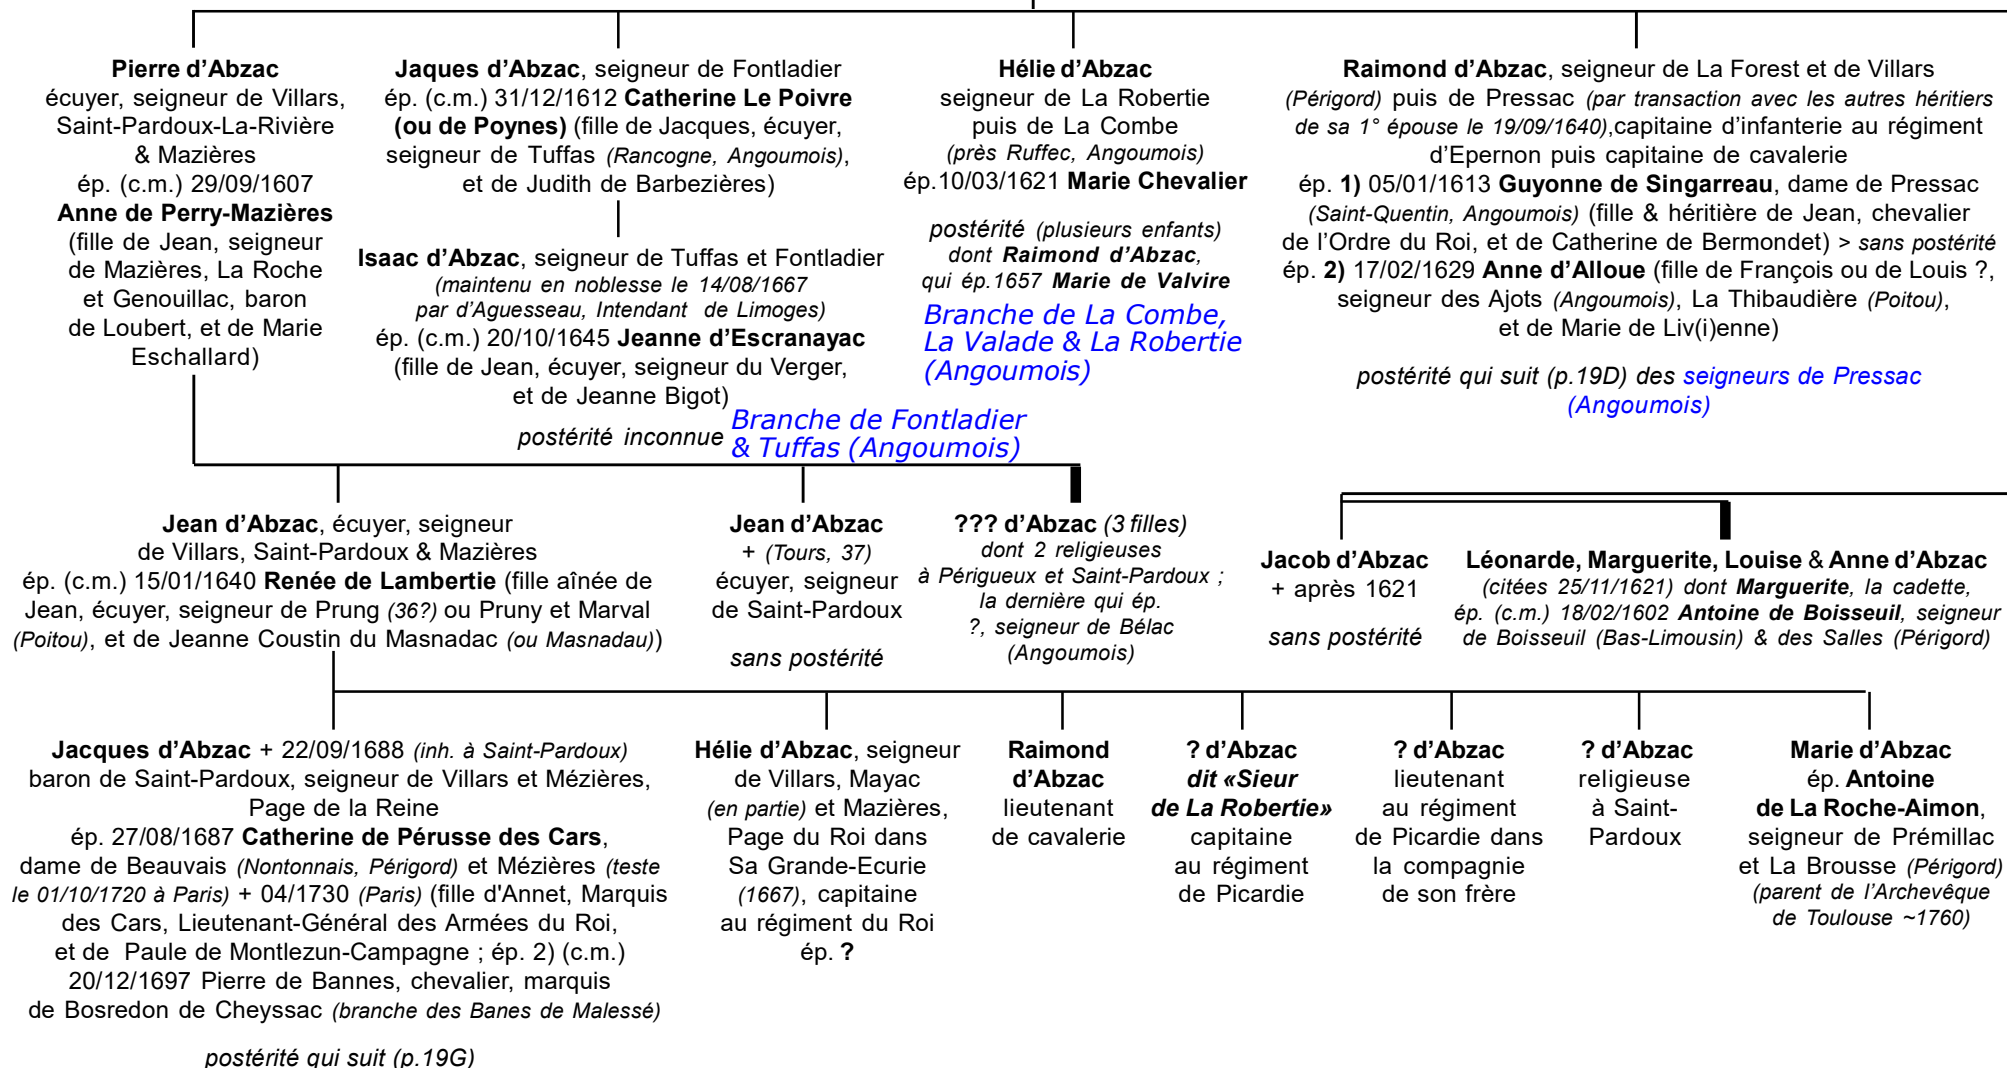 Pierre d’Abzac
écuyer, seigneur de Villars,
Saint-Pardoux-La-Rivière
& Mazières
ép. (c.m.) 29/09/1607
Anne de Perry-Mazières
(fille de Jean, seigneur
de Mazières, La Roche
et Genouillac, baron
de Loubert, et de Marie
Eschallard)
Jaques d’Abzac, seigneur de Fontladier
ép. (c.m.) 31/12/1612 Catherine Le Poivre
(ou de Poynes) (fille de Jacques, écuyer,
seigneur de Tuffas (Rancogne, Angoumois),
et de Judith de Barbezières)
Isaac d’Abzac, seigneur de Tuffas et Fontladier
(maintenu en noblesse le 14/08/1667
par d’Aguesseau, Intendant de Limoges)
ép. (c.m.) 20/10/1645 Jeanne d’Escranayac
(fille de Jean, écuyer, seigneur du Verger,
et de Jeanne Bigot)
postérité inconnue
Branche de Fontladier
& Tuffas (Angoumois)
Hélie d’Abzac
seigneur de La Robertie
puis de La Combe
(près Ruffec, Angoumois)
ép.10/03/1621 Marie Chevalier
postérité (plusieurs enfants)
dont Raimond d’Abzac,
qui ép.1657 Marie de Valvire
Branche de La Combe,
La Valade & La Robertie
(Angoumois)
Raimond d’Abzac, seigneur de La Forest et de Villars
(Périgord) puis de Pressac (par transaction avec les autres héritiers
de sa 1° épouse le 19/09/1640),capitaine d’infanterie au régiment
d’Epernon puis capitaine de cavalerie
ép. 1) 05/01/1613 Guyonne de Singarreau, dame de Pressac
(Saint-Quentin, Angoumois) (fille & héritière de Jean, chevalier
de l’Ordre du Roi, et de Catherine de Bermondet) > sans postérité
ép. 2) 17/02/1629 Anne d’Alloue (fille de François ou de Louis ?,
seigneur des Ajots (Angoumois), La Thibaudière (Poitou),
et de Marie de Liv(i)enne)
postérité qui suit (p.19D) des seigneurs de Pressac
(Angoumois)
Jean d’Abzac, écuyer, seigneur
de Villars, Saint-Pardoux & Mazières
ép. (c.m.) 15/01/1640 Renée de Lambertie (fille aînée de
Jean, écuyer, seigneur de Prung (36?) ou Pruny et Marval
(Poitou), et de Jeanne Coustin du Masnadac (ou Masnadau))
Jean d’Abzac
+ (Tours, 37)
écuyer, seigneur
de Saint-Pardoux
sans postérité
??? d’Abzac (3 filles)
dont 2 religieuses
à Périgueux et Saint-Pardoux ;
la dernière qui ép.
?, seigneur de Bélac
(Angoumois)
Jacob d’Abzac
+ après 1621
sans postérité
Léonarde, Marguerite, Louise & Anne d’Abzac
(citées 25/11/1621) dont Marguerite, la cadette,
ép. (c.m.) 18/02/1602 Antoine de Boisseuil, seigneur
de Boisseuil (Bas-Limousin) & des Salles (Périgord)
Jacques d’Abzac + 22/09/1688 (inh. à Saint-Pardoux)
baron de Saint-Pardoux, seigneur de Villars et Mézières,
Page de la Reine
ép. 27/08/1687 Catherine de Pérusse des Cars,
dame de Beauvais (Nontonnais, Périgord) et Mézières (teste
le 01/10/1720 à Paris) + 04/1730 (Paris) (fille d'Annet, Marquis
des Cars, Lieutenant-Général des Armées du Roi,
et de Paule de Montlezun-Campagne ; ép. 2) (c.m.)
20/12/1697 Pierre de Bannes, chevalier, marquis
de Bosredon de Cheyssac (branche des Banes de Malessé)
postérité qui suit (p.19G)
Hélie d’Abzac, seigneur
de Villars, Mayac
(en partie) et Mazières,
Page du Roi dans
Sa Grande-Ecurie
(1667), capitaine
au régiment du Roi
ép. ?
Raimond
d’Abzac
lieutenant
de cavalerie
? d’Abzac
dit «Sieur
de La Robertie»
capitaine
au régiment
de Picardie
? d’Abzac
lieutenant
au régiment
de Picardie dans
la compagnie
de son frère
? d’Abzac
religieuse
à Saint-
Pardoux
Marie d’Abzac
ép. Antoine
de La Roche-Aimon,
seigneur de Prémillac
et La Brousse (Périgord)
(parent de l’Archevêque
de Toulouse ~1760)